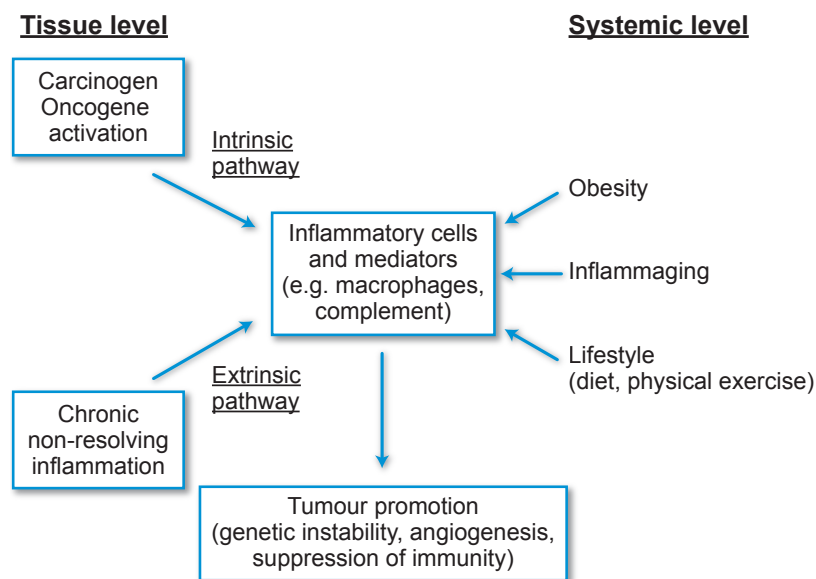 Tissue level
Systemic level
Carcinogen
Oncogene
activation
Intrinsic
pathway
Obesity
Inflammatory cells
and mediators
(e.g. macrophages,
complement)
Inflammaging
Lifestyle
(diet, physical exercise)
Extrinsic
pathway
Chronic
non-resolving
inflammation
Tumour promotion
(genetic instability, angiogenesis,
suppression of immunity)